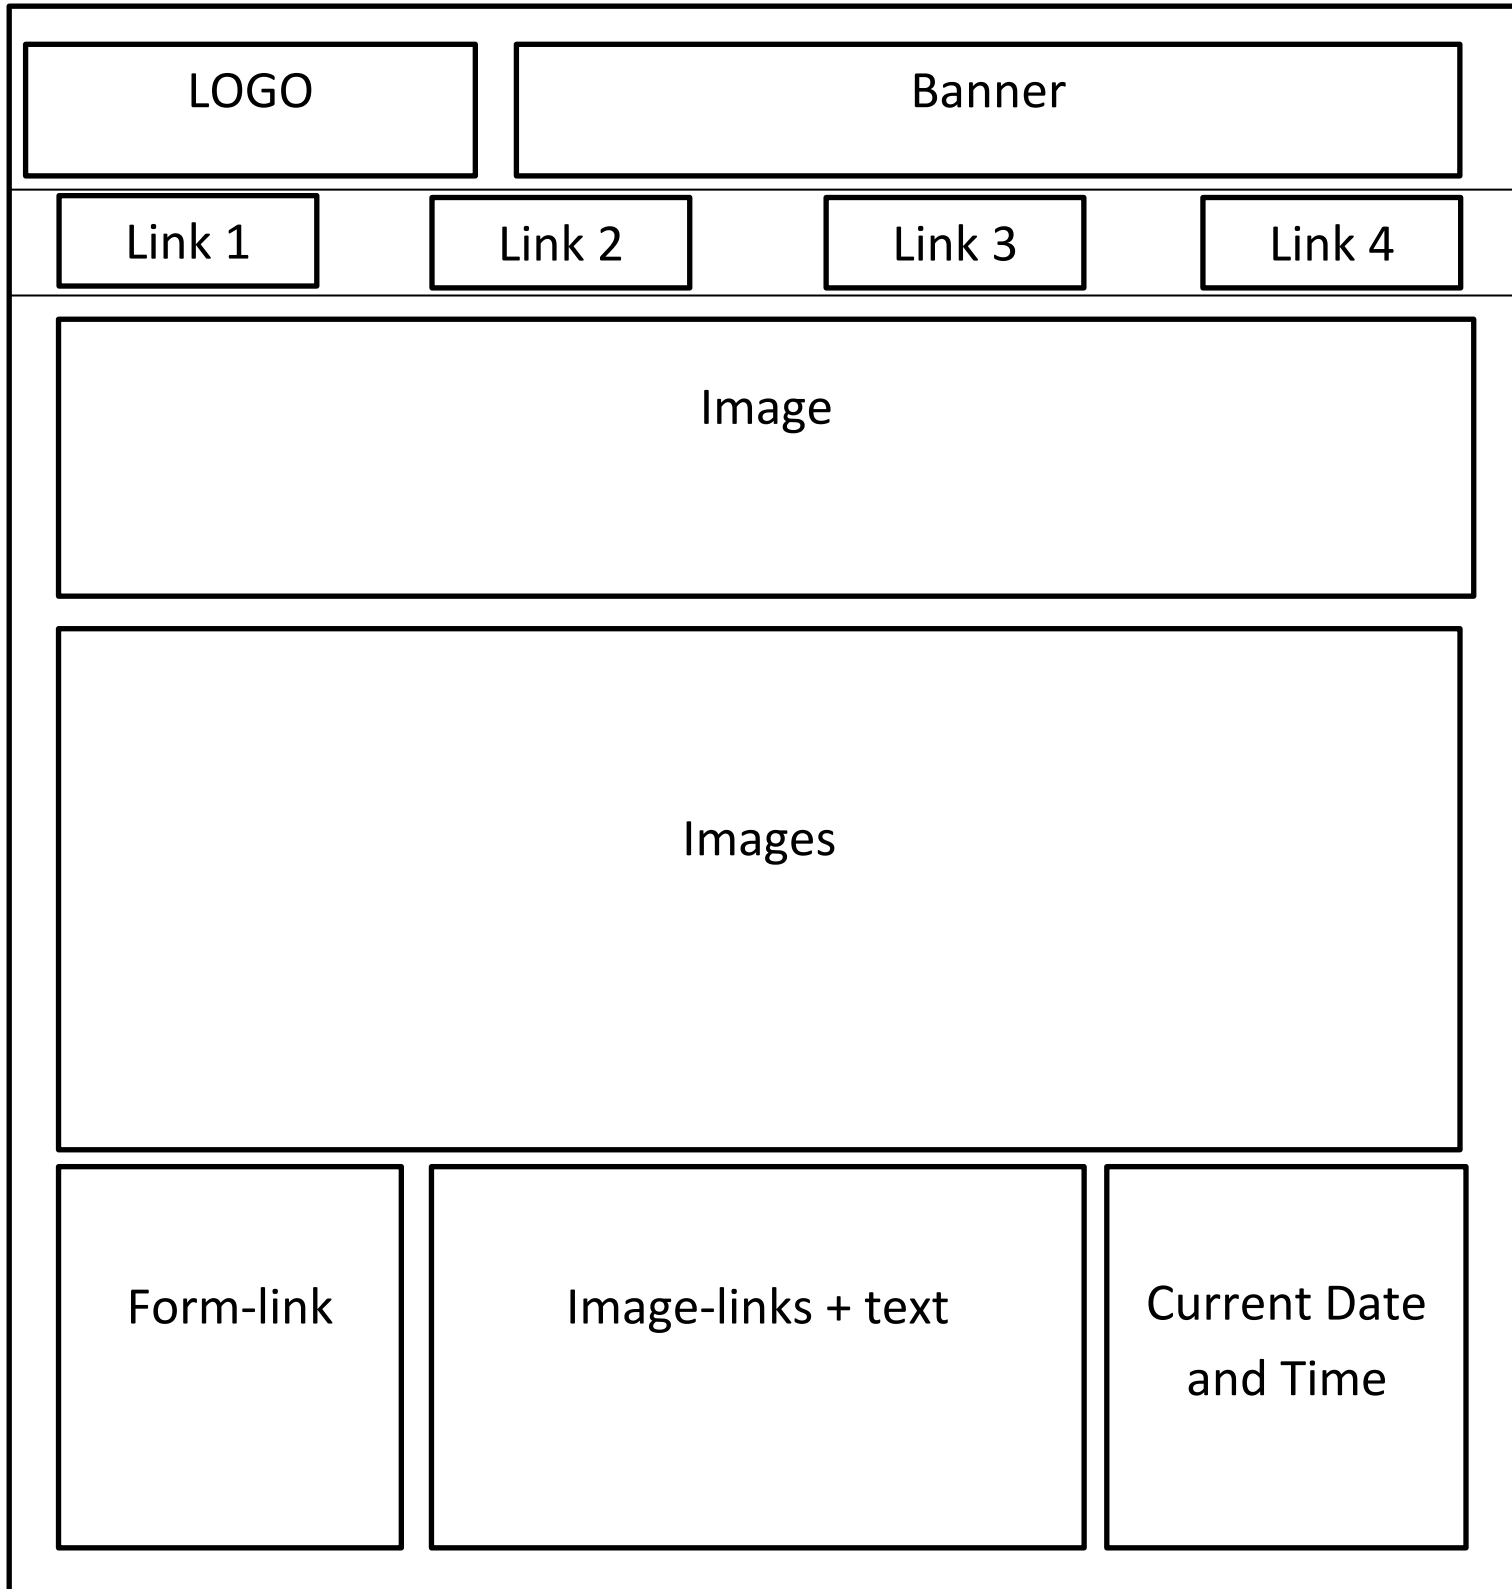 LOGO
Banner
Link 1
Link 2
Link 3
Link 4
Image
Images
Form-link
Image-links + text
Current Date
and Time